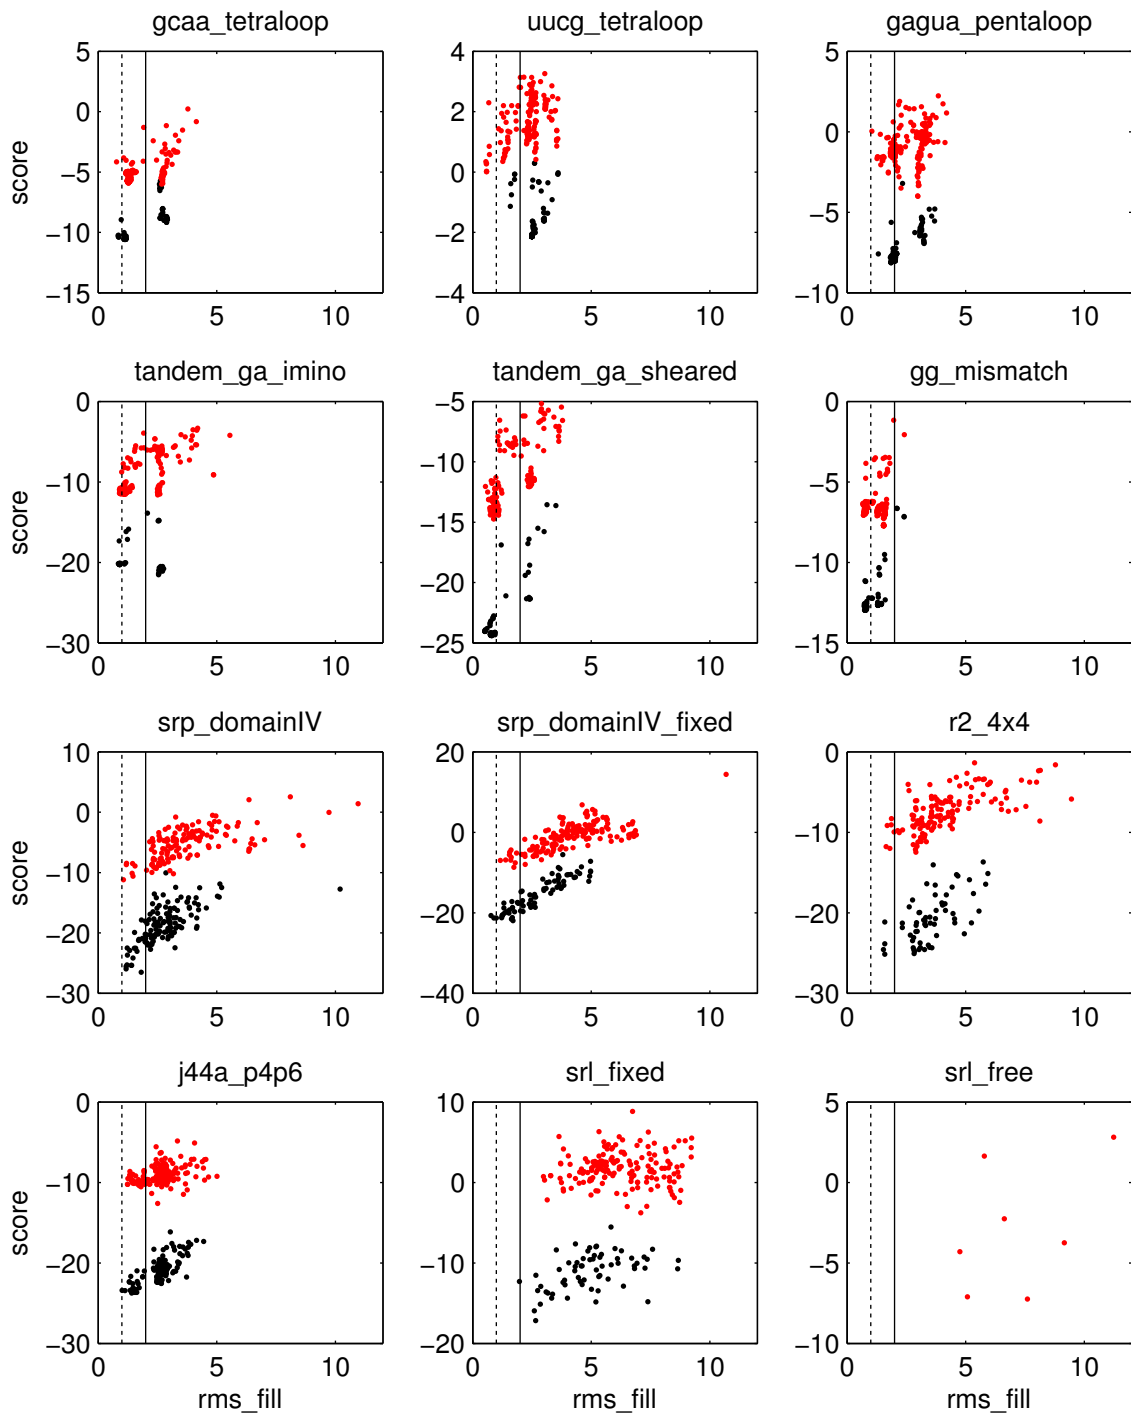 gcaa_tetraloop uucg_tetraloop gagua_pentaloop
5 4 5
0 2 0
−5 0 −5
−10 −2
−15 −4 −10
score
0 5 10 0 5 10 0 5 10
tandem_ga_imino tandem_ga_sheared gg_mismatch
0 −5 0
−10 −10 −5
−15
−20 −20 −10
−30 −25 −15
score
0 5 10 0 5 10 0 5 10
srp_domainIV srp_domainIV_fixed r2_4x4
10 20 0
0 0 −10
−10
−20 −20 −20
−30 −40 −30
score
0 5 10 0 5 10 0 5 10
j44a_p4p6 srl_fixed srl_free
0 10 5
−10 0 0
−20 −10 −5
−30 −20 −10
score
0 5 10 0 5 10 0 5 10
rms_fill rms_fill rms_fill